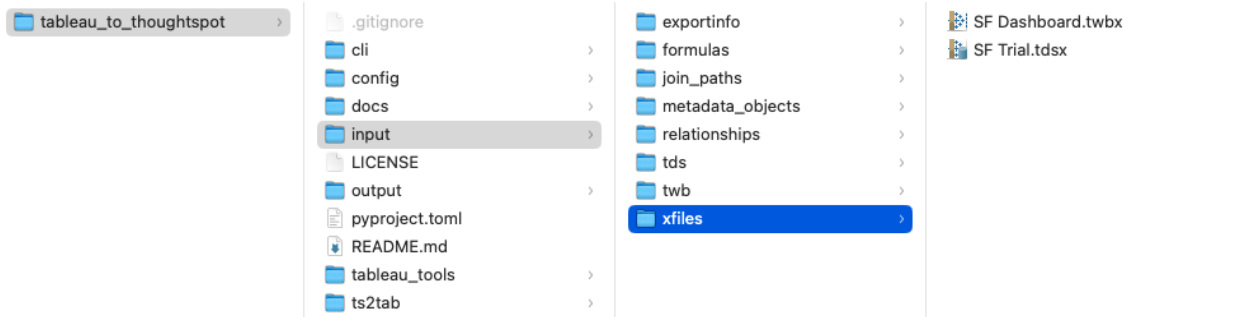 tableau_to_thoughtspot
.gitignore
cli
config
docs
input
LICENSE
output
pyproject.toml
README.md
tableau_tools
ts2tab
exportinfo
formulas
join_paths
metadata_objects
relationships
tds
twb
xfiles
SF Dashboard.twbx
SF Trial.tdsx